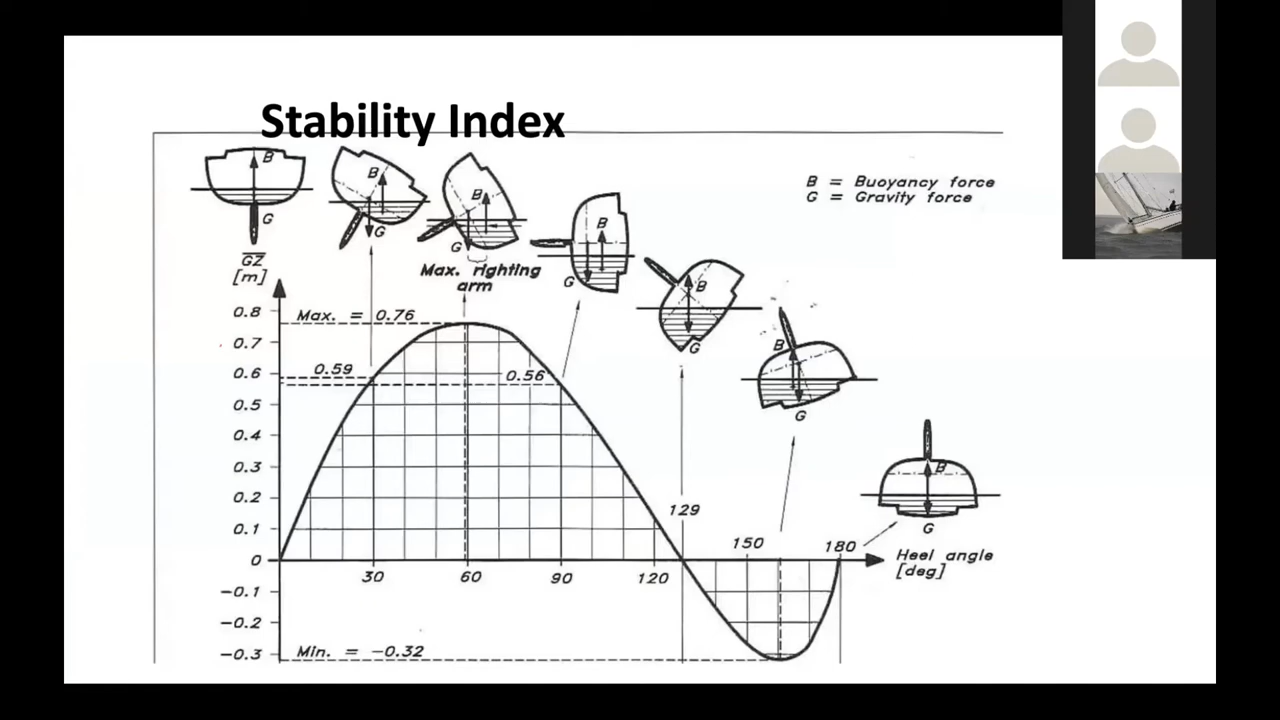 Stability Index
B
B
B
B
B
B
B
G
G
G
G
G
G
G
B = Buoyancy force
G = Gravity force
Max. righting
arm
GZ
[m]
Max. = 0.76
0.59
0.56
0.8
0.7
0.6
0.5
0.4
0.3
0.2
0.1
0
-0.1
-0.2
-0.3
30
60
90
120
129
150
180
Heel angle
[deg]
Min. = -0.32